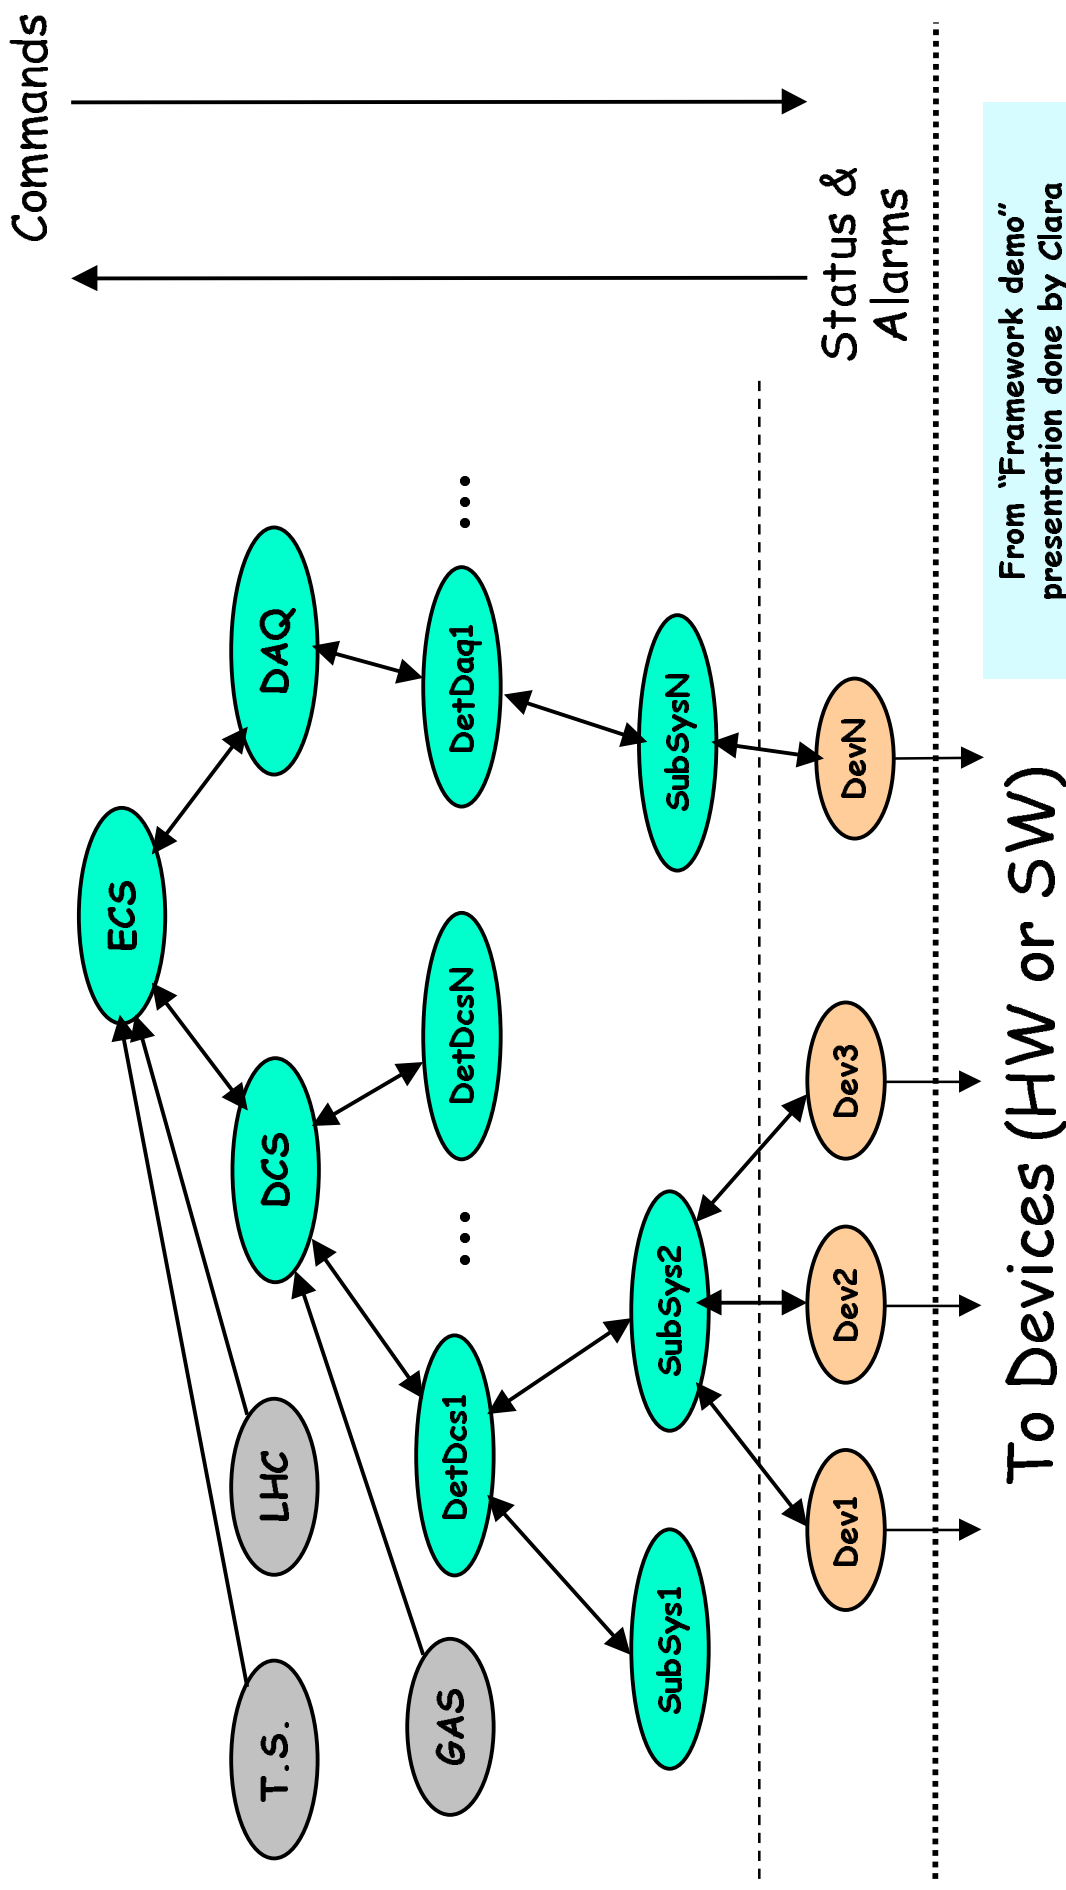 ECS
Commands
T.S.
LHC
DCS
DAQ
GAS
DetDcs1
...
DetDcsN
DetDaq1
...
SubSys1
SubSys2
SubSysN
Status &
Alarms
Dev1
Dev2
Dev3
DevN
To Devices (HW or SW)
From “Framework demo”
presentation done by Clara